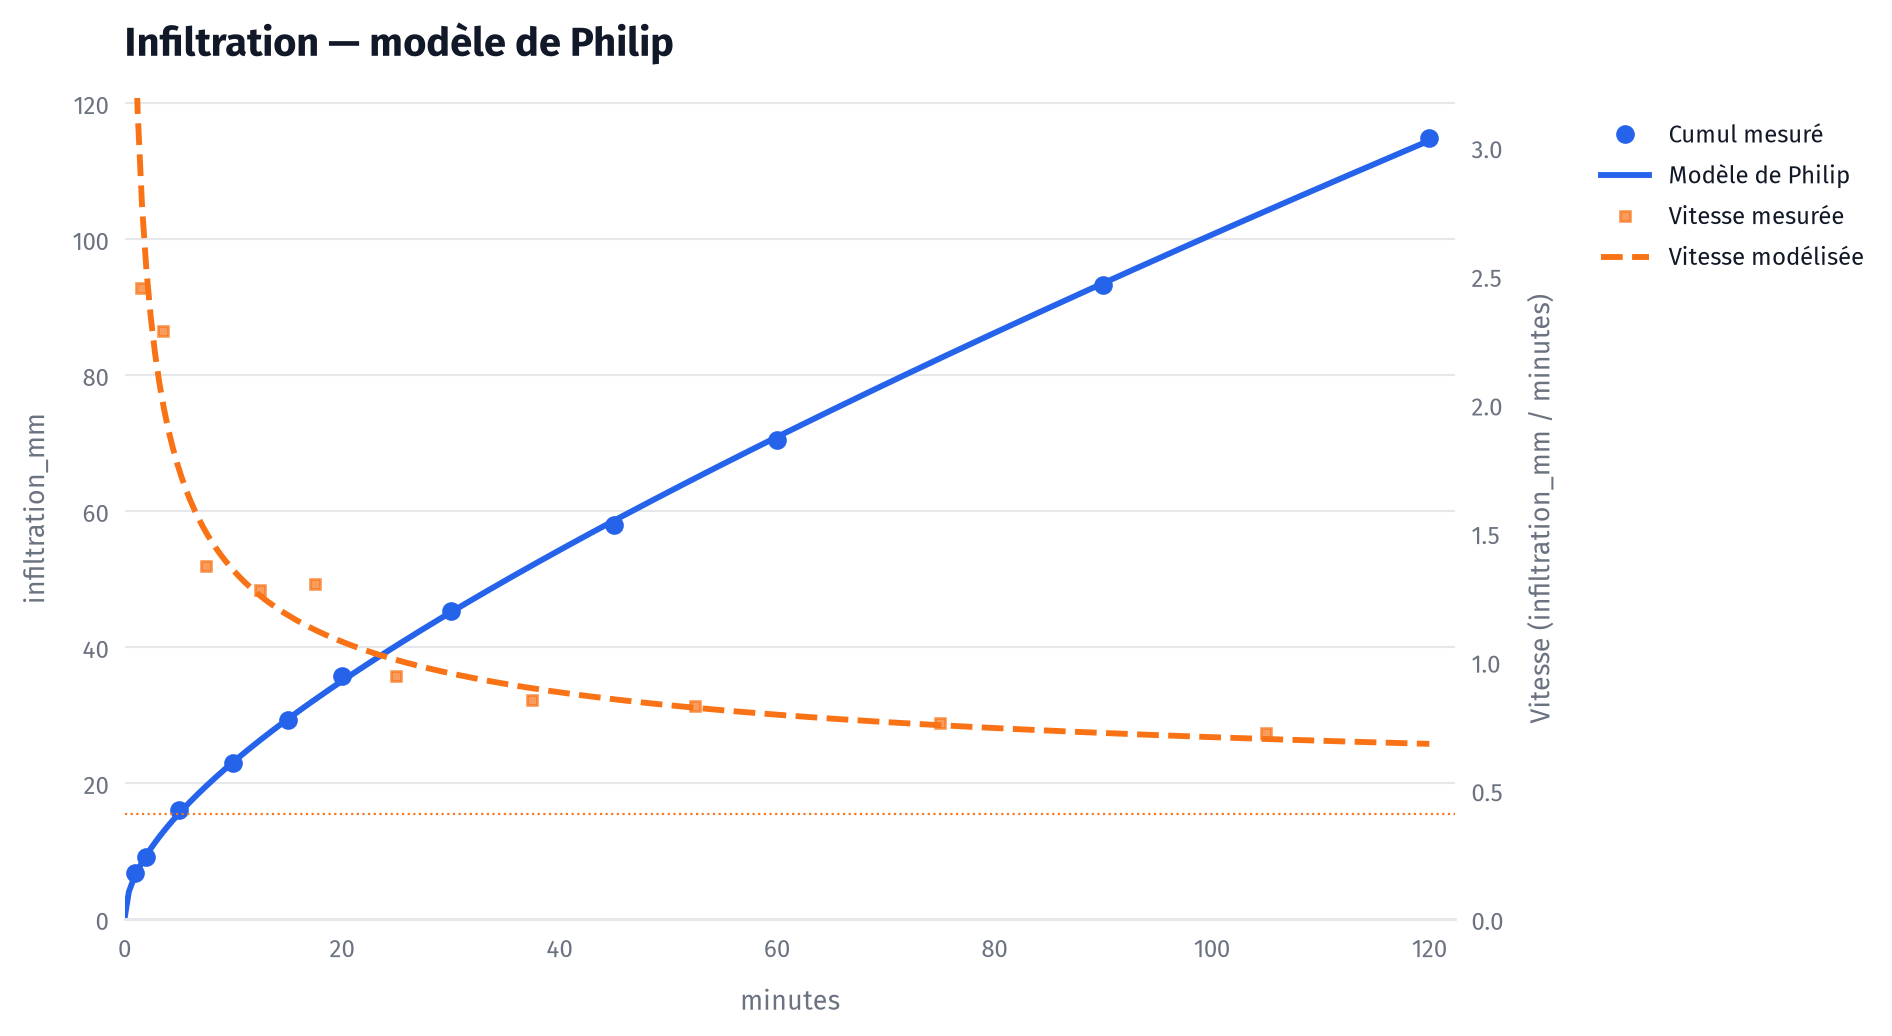 Infiltration — modèle de Philip
120
100
80
60
40
20
0
infiltration_mm
0
20
40
60
80
100
120
minutes
3.0
2.5
2.0
1.5
1.0
0.5
0.0
Vitesse (infiltration_mm / minutes)
Cumul mesuré
Modèle de Philip
Vitesse mesurée
Vitesse modélisée